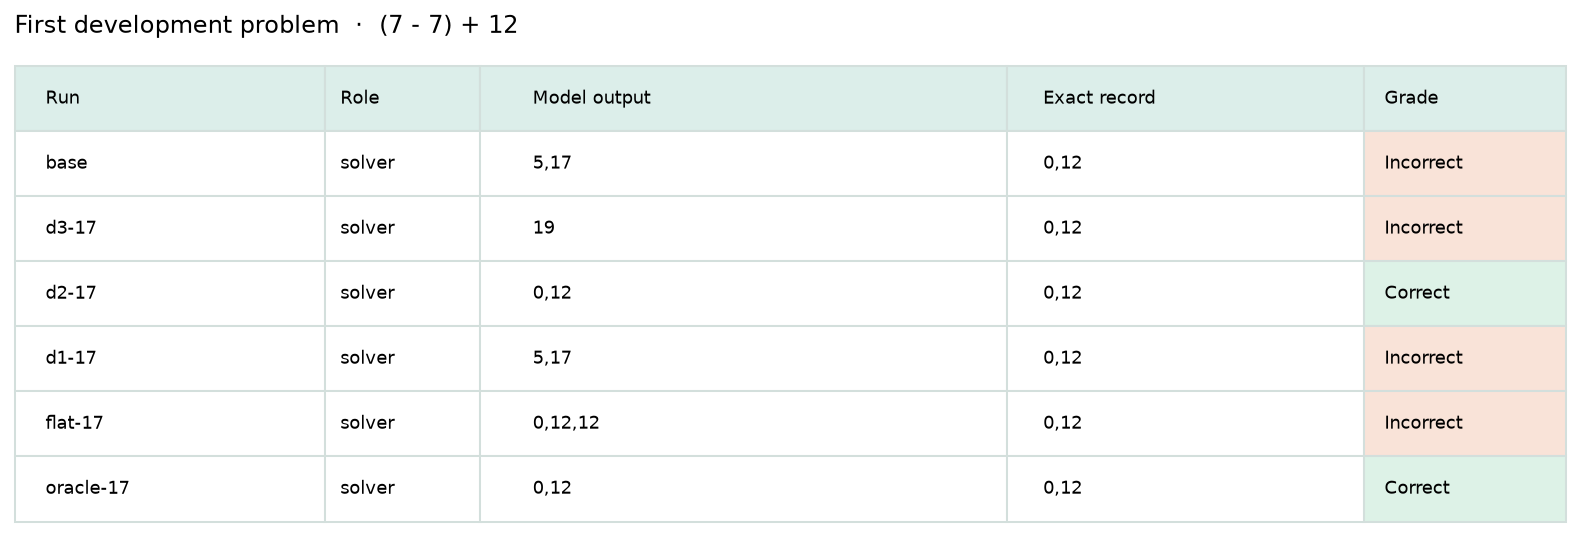 First development problem · (7 - 7) + 12
Run Role Model output Exact record Grade
base solver 5,17 0,12 Incorrect
d3-17 solver 19 0,12 Incorrect
d2-17 solver 0,12 0,12 Correct
d1-17 solver 5,17 0,12 Incorrect
flat-17 solver 0,12,12 0,12 Incorrect
oracle-17 solver 0,12 0,12 Correct